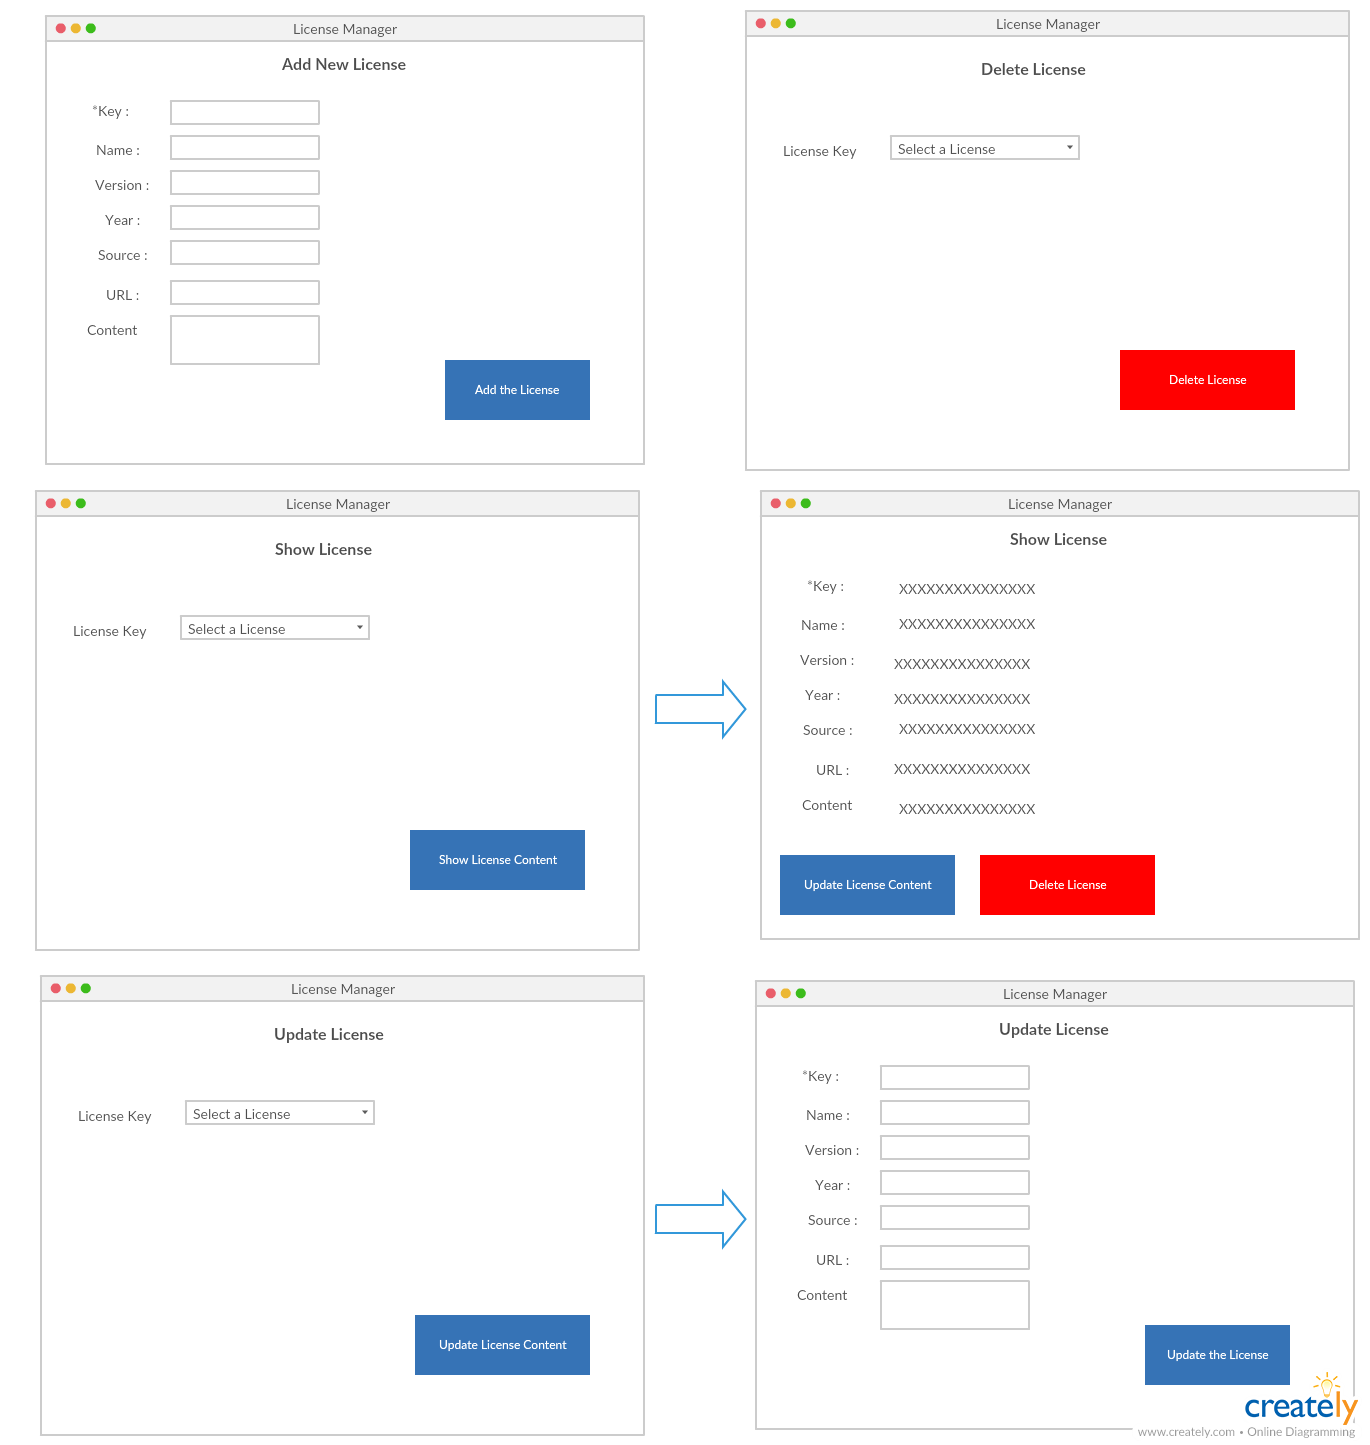 License Manager
Add New License
*Key :
Name :
Version :
Year :
Source :
URL :
Content
Add the License
License Manager
Delete License
License Key
Select a License
Delete License
License Manager
Show License
License Key
Select a License
Show License Content
License Manager
Show License
*Key : XXXXXXXXXXXXXXX
Name : XXXXXXXXXXXXXXX
Version : XXXXXXXXXXXXXXX
Year : XXXXXXXXXXXXXXX
Source : XXXXXXXXXXXXXXX
URL : XXXXXXXXXXXXXXX
Content XXXXXXXXXXXXXXX
Update License Content
Delete License
License Manager
Update License
License Key
Select a License
Update License Content
License Manager
Update License
*Key :
Name :
Version :
Year :
Source :
URL :
Content
Update the License
creately
www.creately.com • Online Diagramming